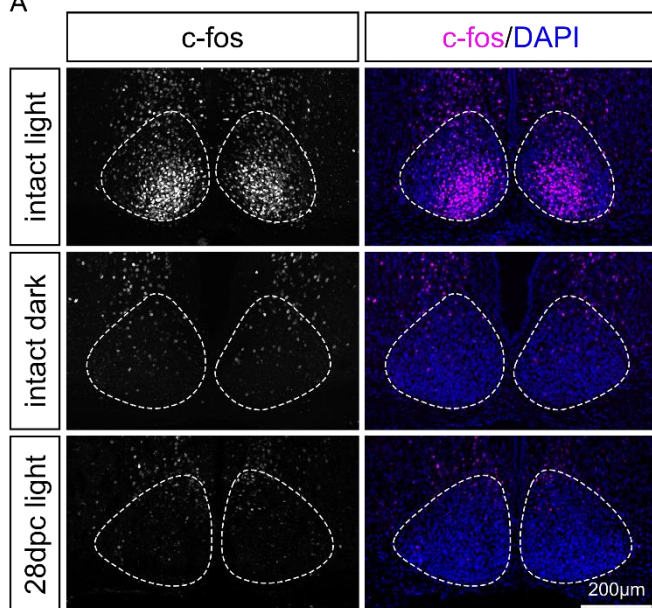 A
c-fos
c-fos/DAPI
intact light
intact dark
28dpc light
200μm